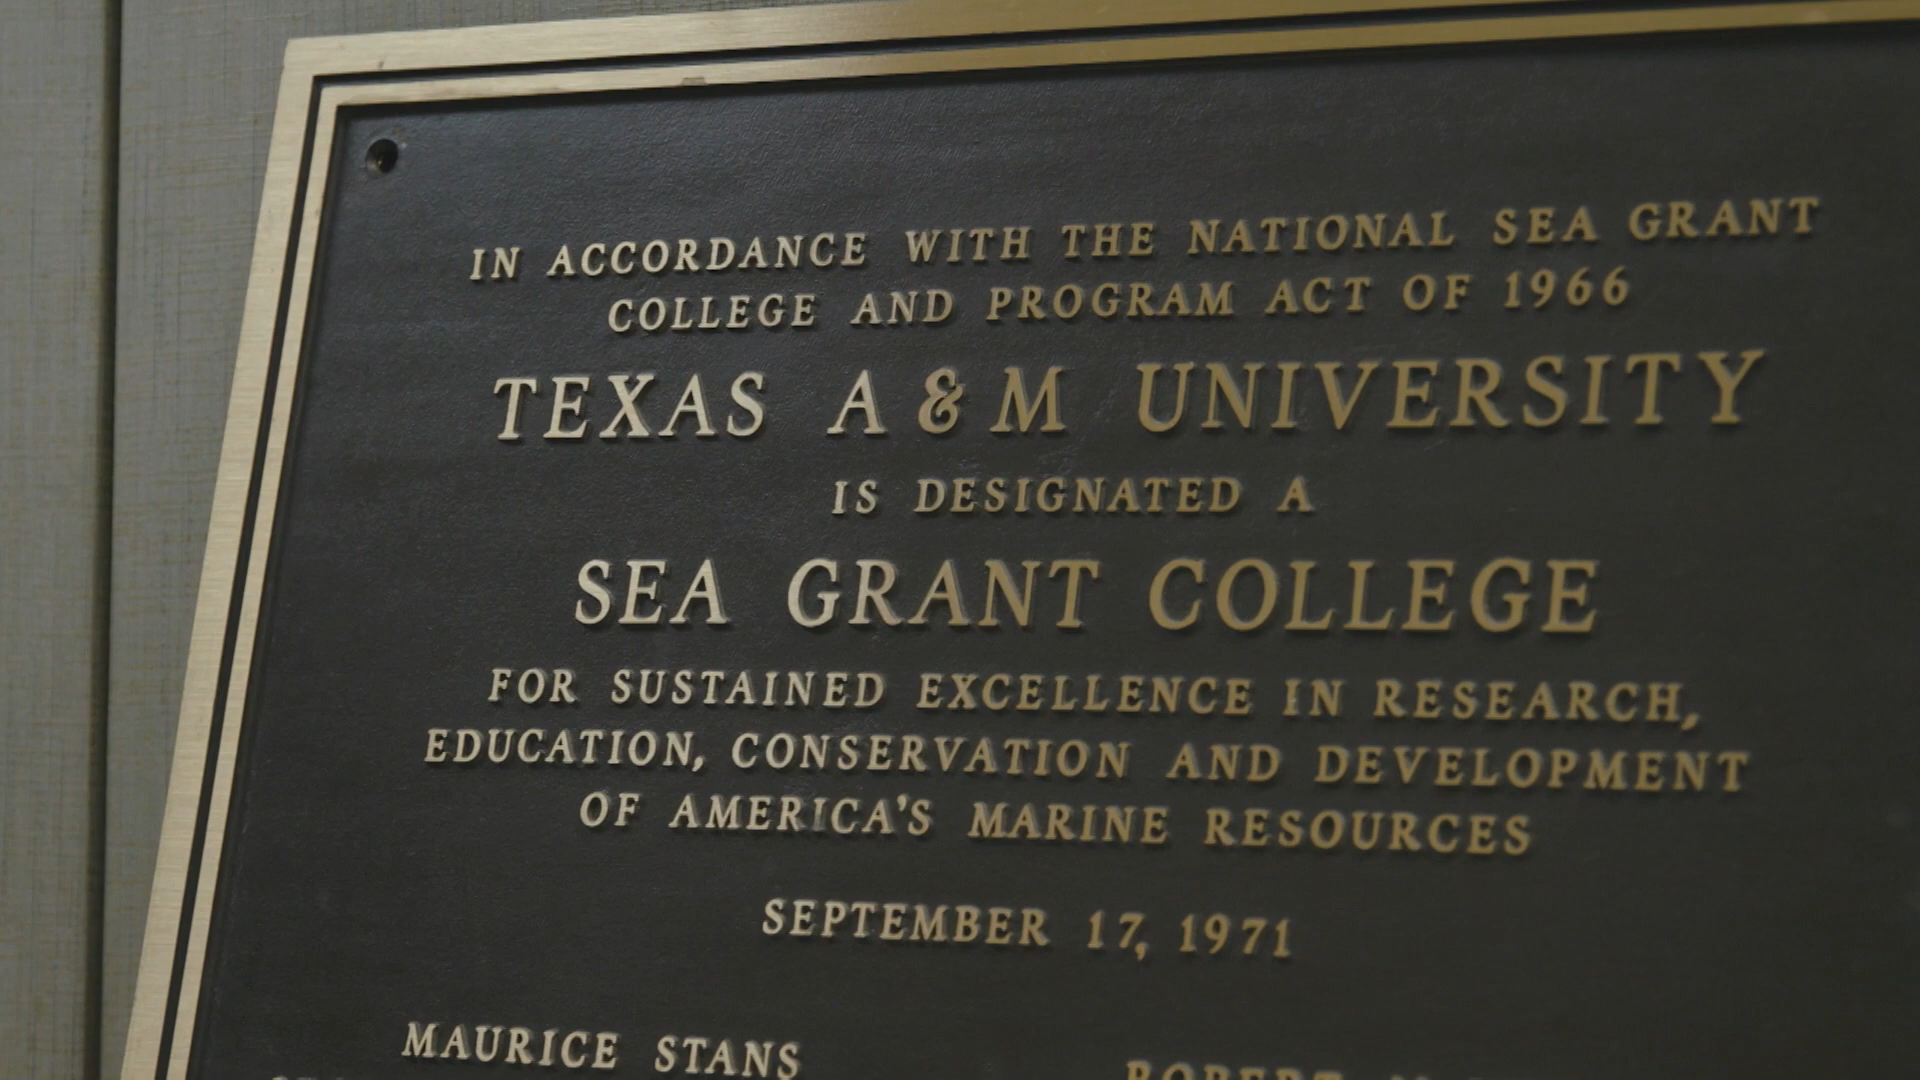 IN ACCORDANCE WITH THE NATIONAL SEA GRANT
COLLEGE AND PROGRAM ACT OF 1966
TEXAS A & M UNIVERSITY
IS DESIGNATED A
SEA GRANT COLLEGE
FOR SUSTAINED EXCELLENCE IN RESEARCH,
EDUCATION, CONSERVATION AND DEVELOPMENT
OF AMERICA'S MARINE RESOURCES
SEPTEMBER 17, 1971
MAURICE STANS
ROBERT